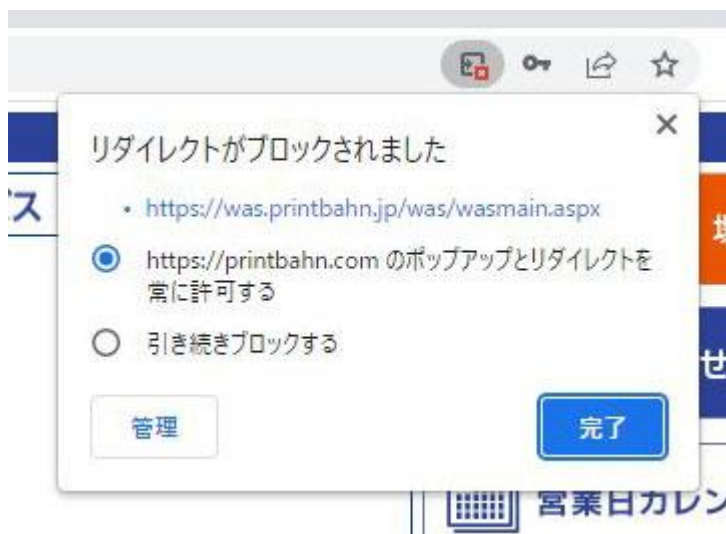 リダイレクトがブロックされました
ビス
https://was.printbahn.jp/was/wasmain.aspx
https://printbahn.com のポップアップとリダイレクトを
常に許可する
引き続きブロックする
せ
管理
完了
営業日カレン